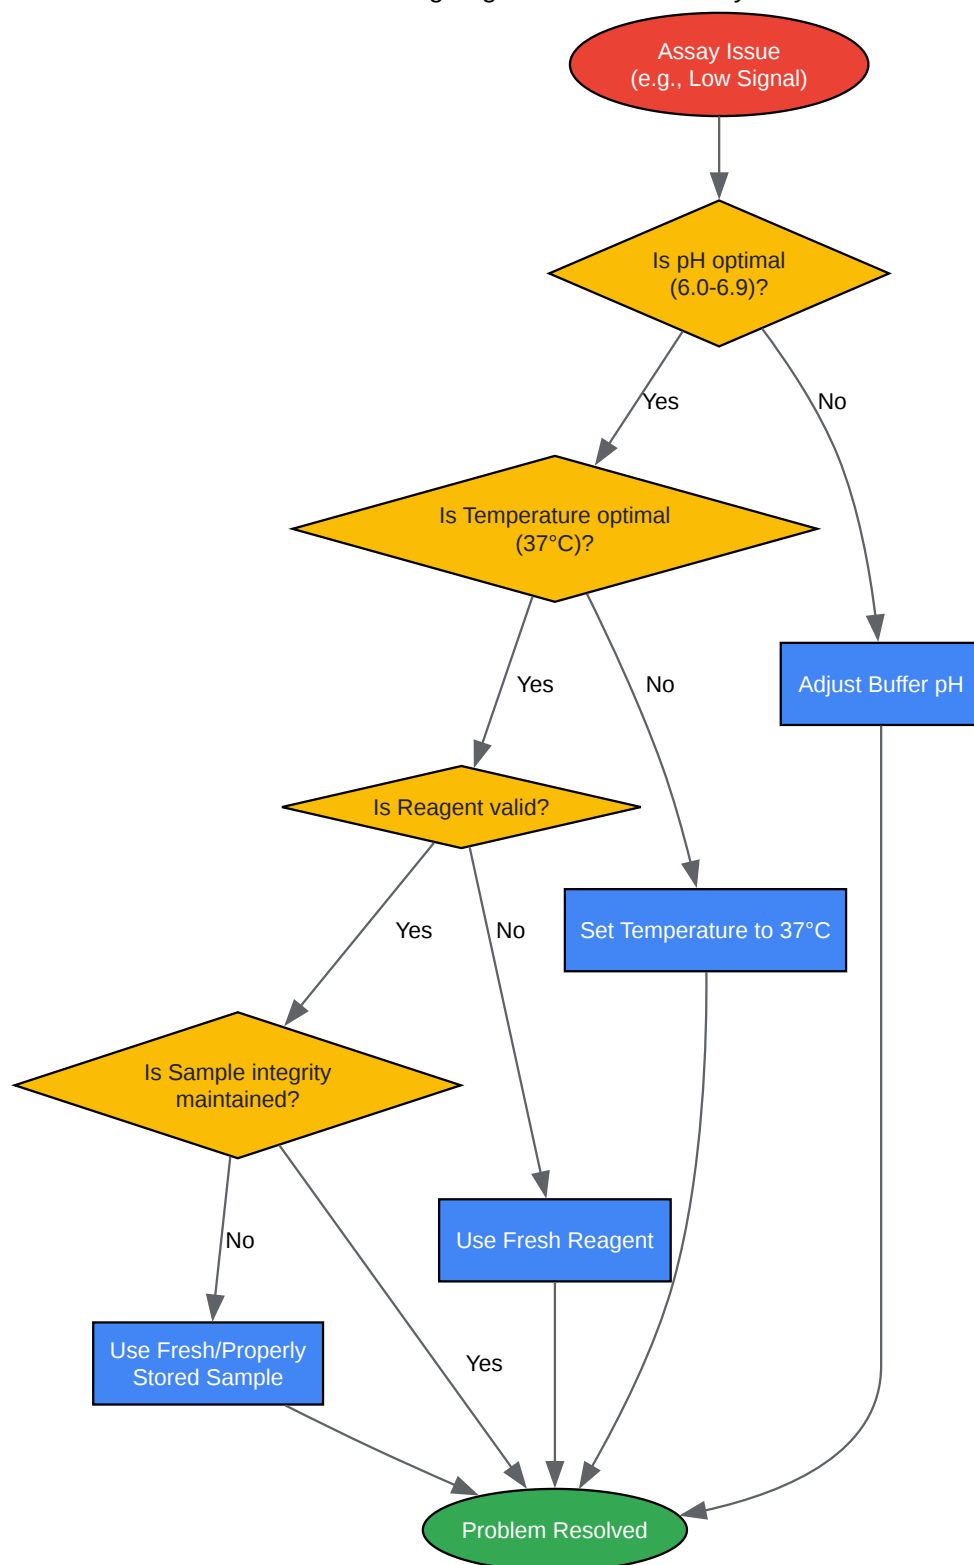 Assay Issue
(e.g., Low Signal)
Is pH optimal
(6.0-6.9)?
Yes
No
Is Temperature optimal
(37°C)?
Yes
No
Adjust Buffer pH
Is Reagent valid?
Yes
No
Set Temperature to 37°C
Is Sample integrity
maintained?
No
Use Fresh Reagent
Use Fresh/Properly
Stored Sample
Yes
Problem Resolved